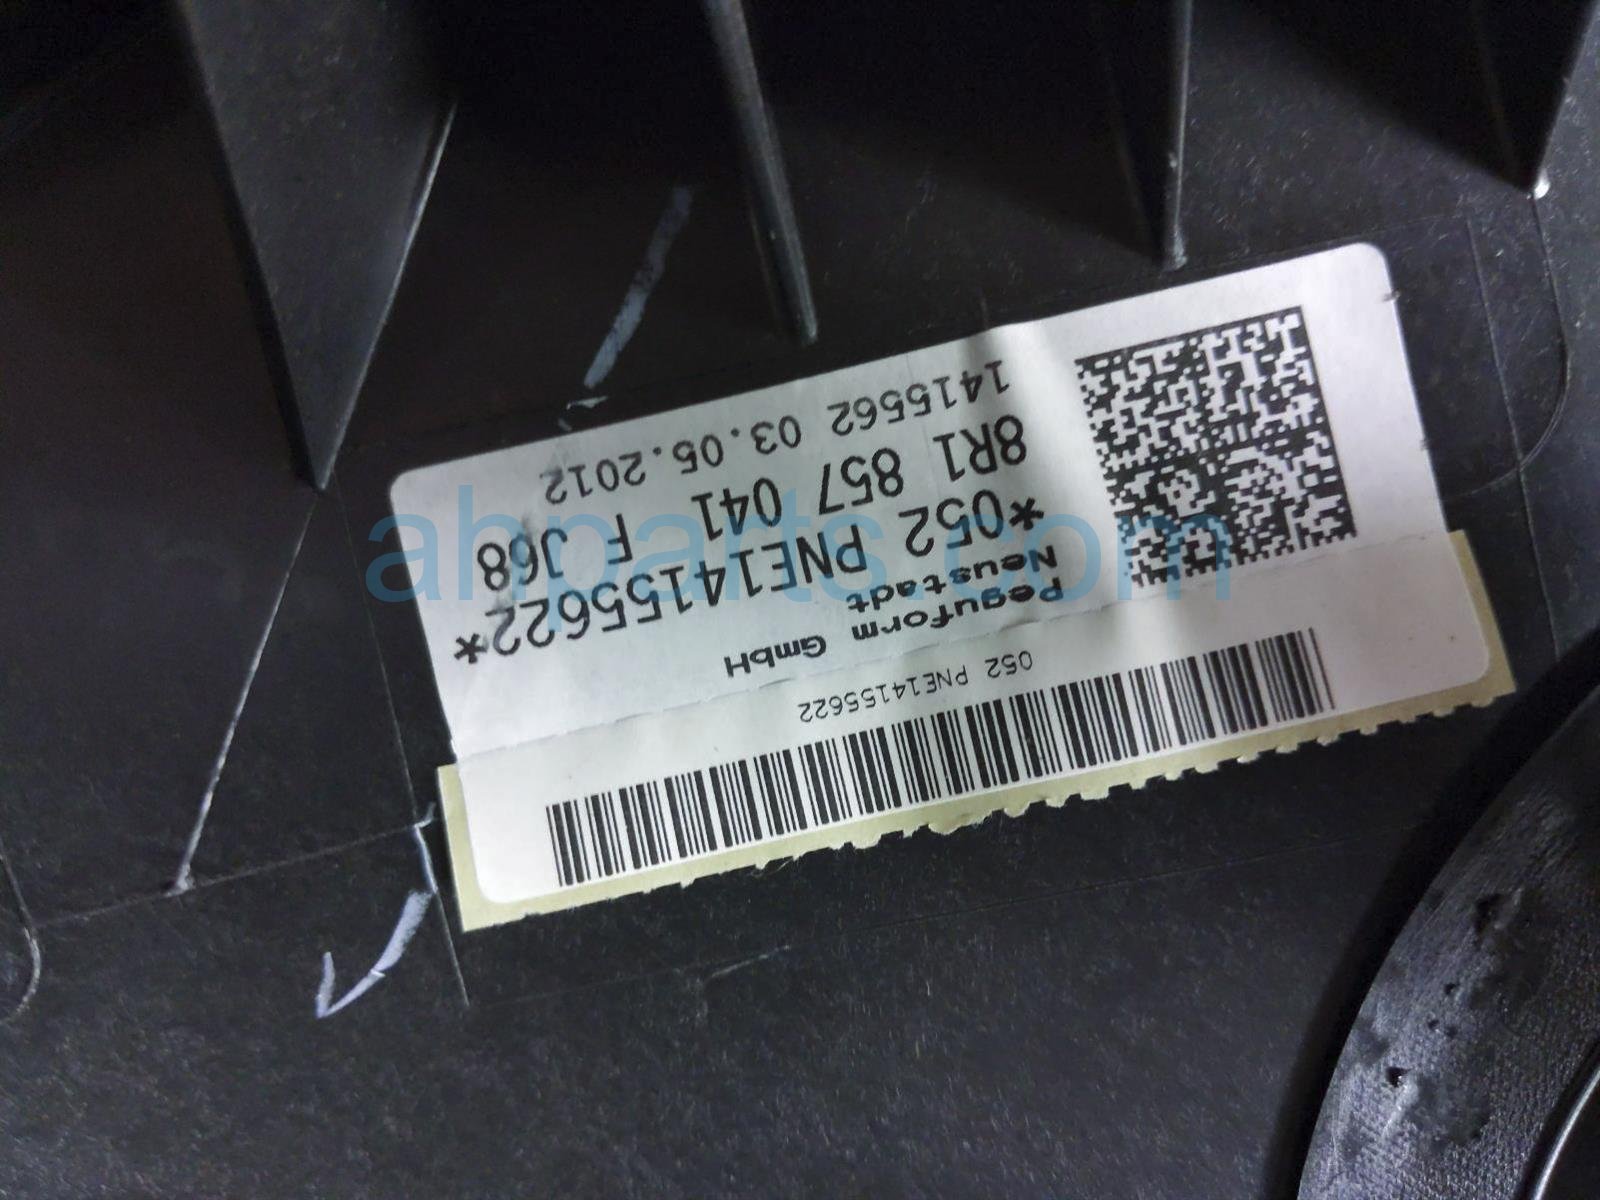 052 PNE14155622
Peguform GmbH
Neustadt
*052 PNE14155622*
8R1 857 041 F J68
1415562 03.05.2012
ahparts.com